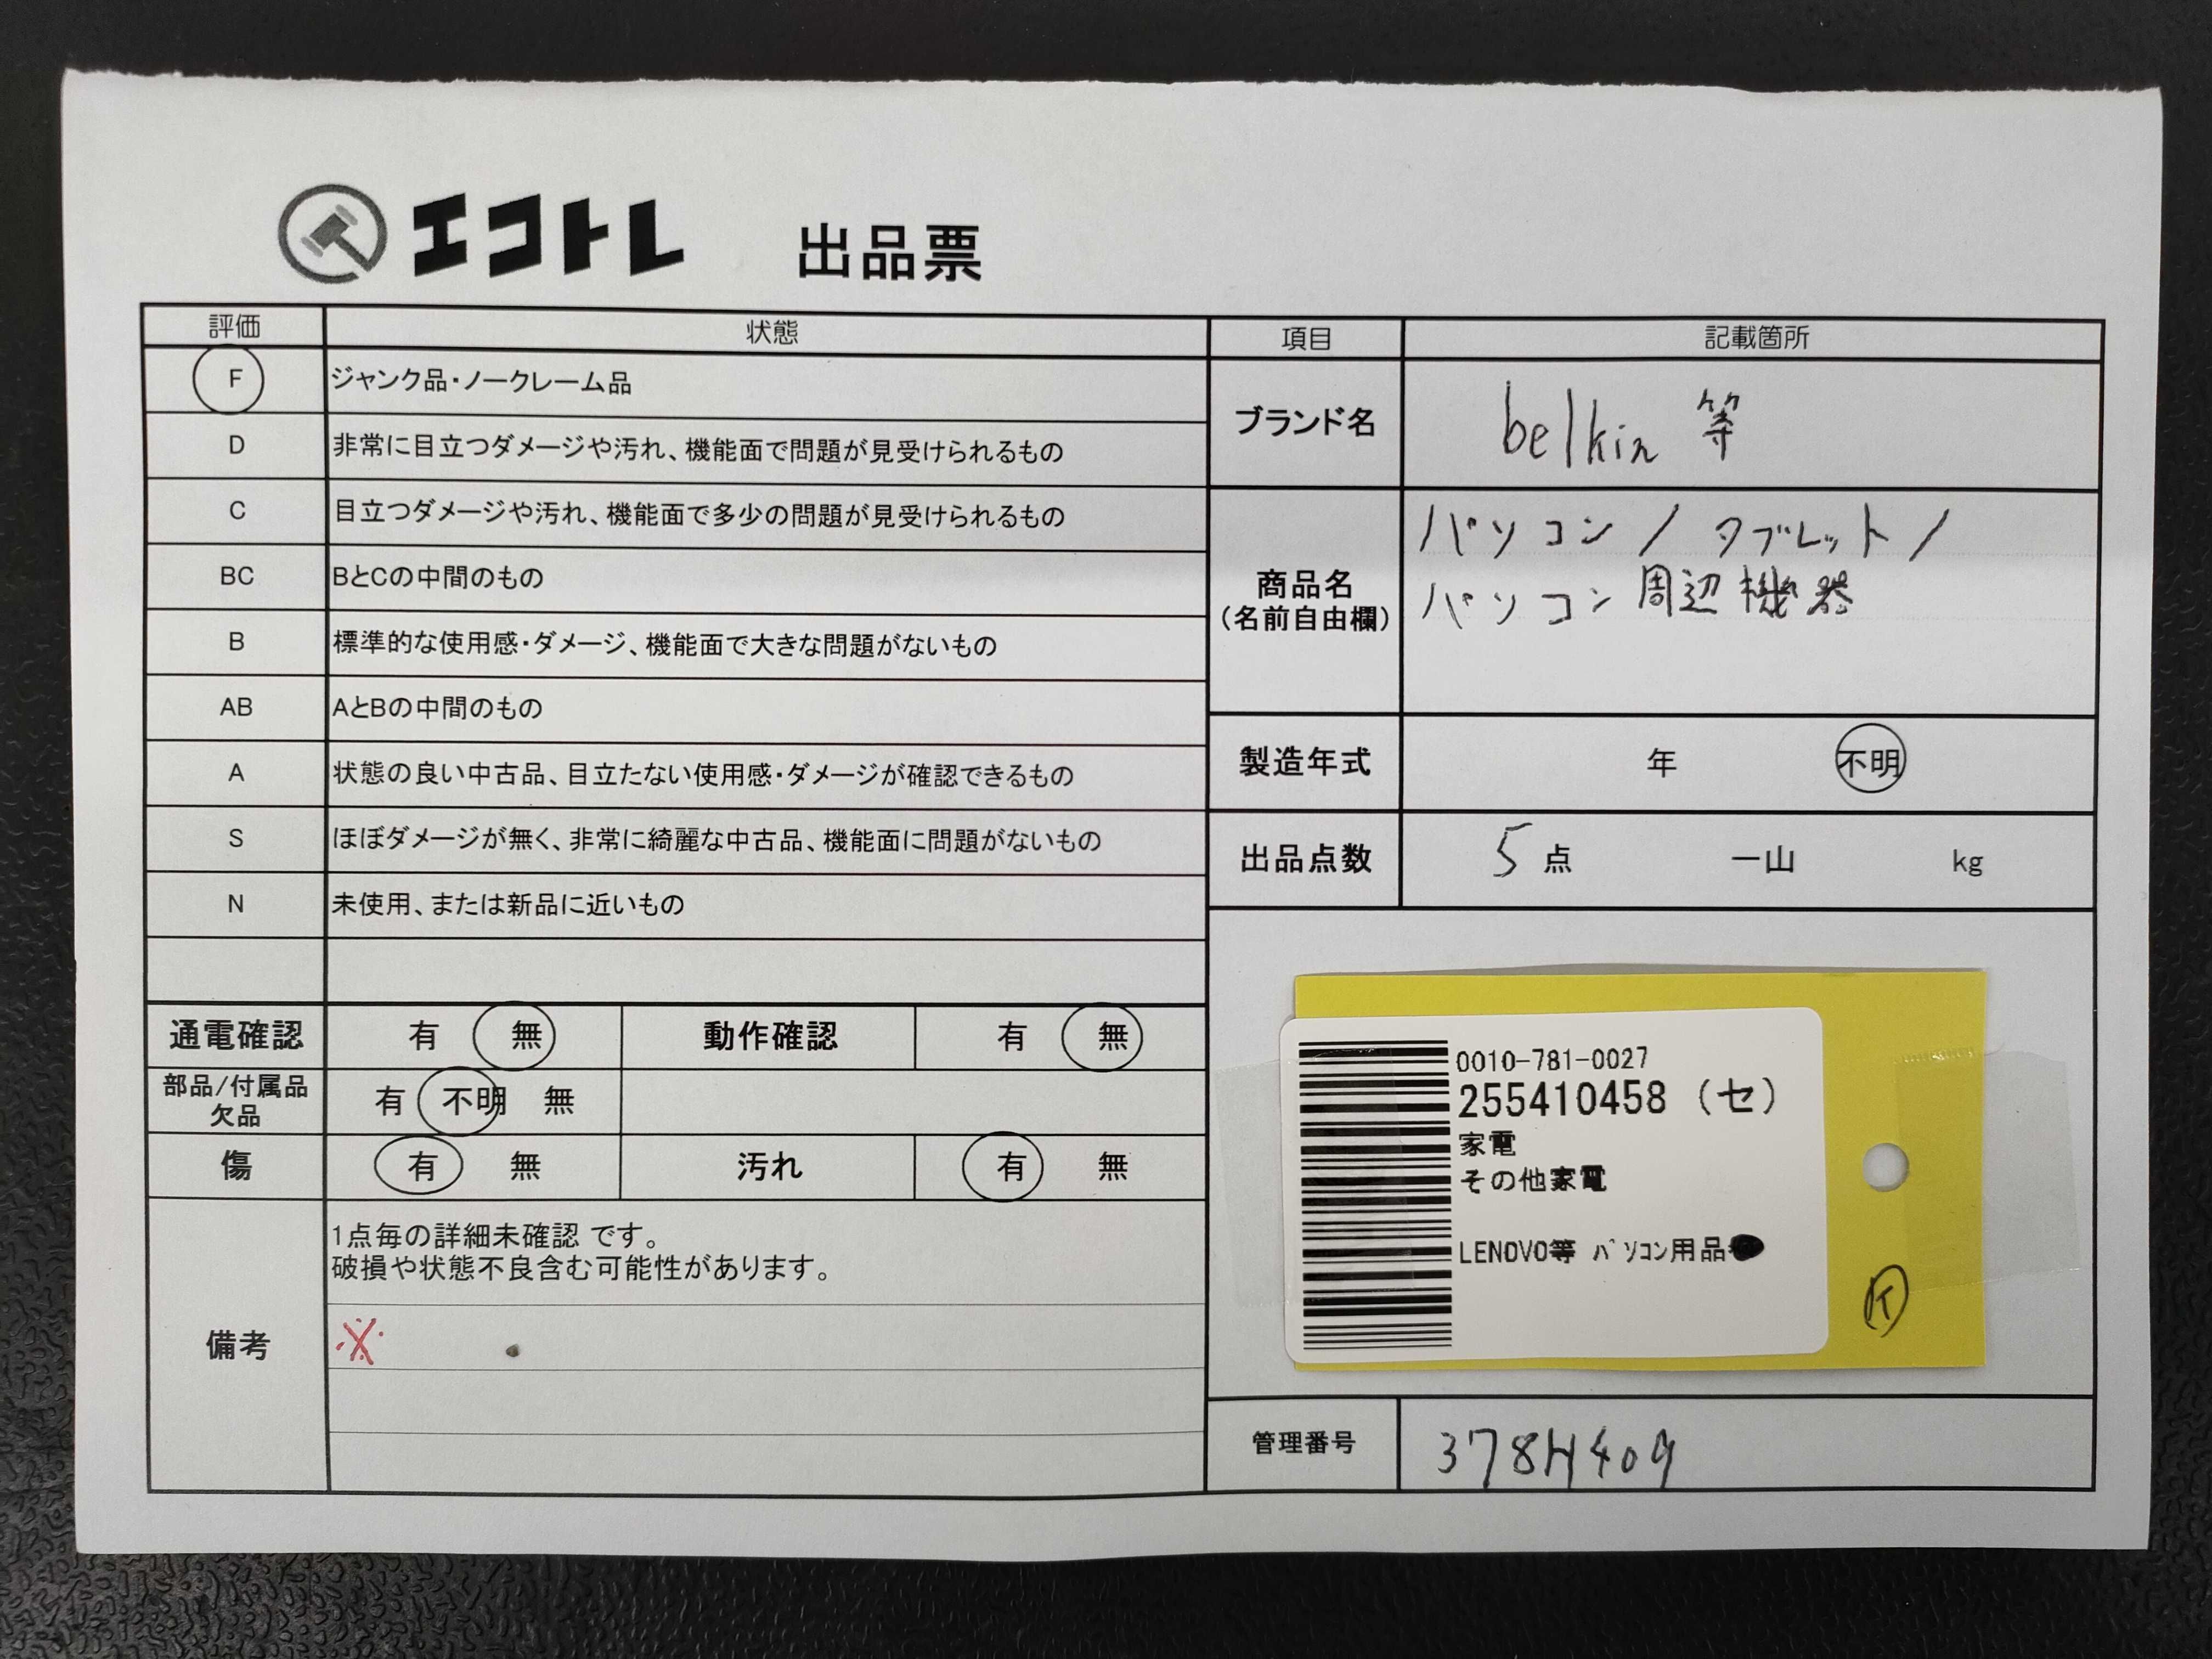 エコトレ 出品票
評価 状態
F ジャンク品・ノークレーム品
D 非常に目立つダメージや汚れ、機能面で問題が見受けられるもの
C 目立つダメージや汚れ、機能面で多少の問題が見受けられるもの
BC BとCの中間のもの
B 標準的な使用感・ダメージ、機能面で大きな問題がないもの
AB AとBの中間のもの
A 状態の良い中古品、目立たない使用感・ダメージが確認できるもの
S ほぼダメージが無く、非常に綺麗な中古品、機能面に問題がないもの
N 未使用、または新品に近いもの
通電確認 有 無 動作確認 有 無
部品/付属品
欠品 有 不明 無
傷 有 無 汚れ 有 無
備考
1点毎の詳細未確認 です。
破損や状態不良含む可能性があります。
※
項目 記載箇所
ブランド名 belkin 等
商品名
(名前自由欄)
パソコン / タブレット /
パソコン周辺機器
製造年式 年 不明
出品点数 5 点 一山 kg
0010-781-0027
255410458 (セ)
家電
その他家電
LENOVO等 パソコン用品
イ
管理番号 378H409